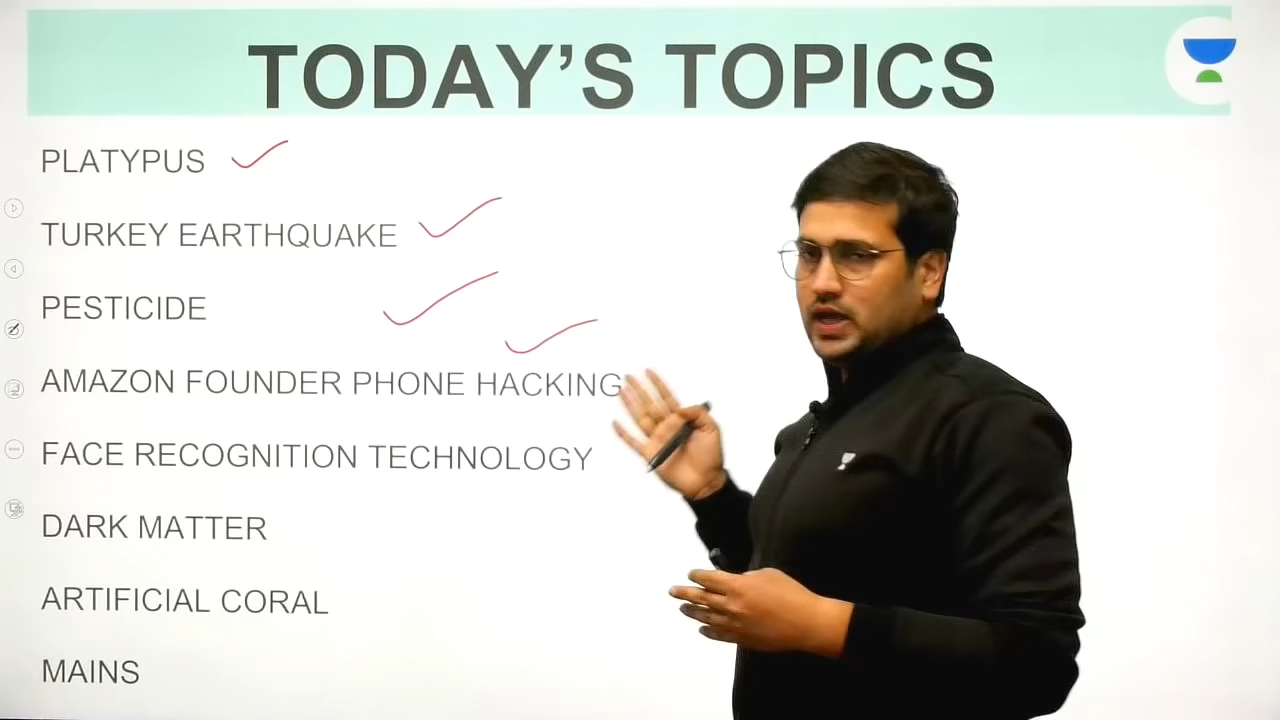 TODAY'S TOPICS
PLATYPUS
TURKEY EARTHQUAKE
PESTICIDE
AMAZON FOUNDER PHONE HACKING
FACE RECOGNITION TECHNOLOGY
DARK MATTER
ARTIFICIAL CORAL
MAINS